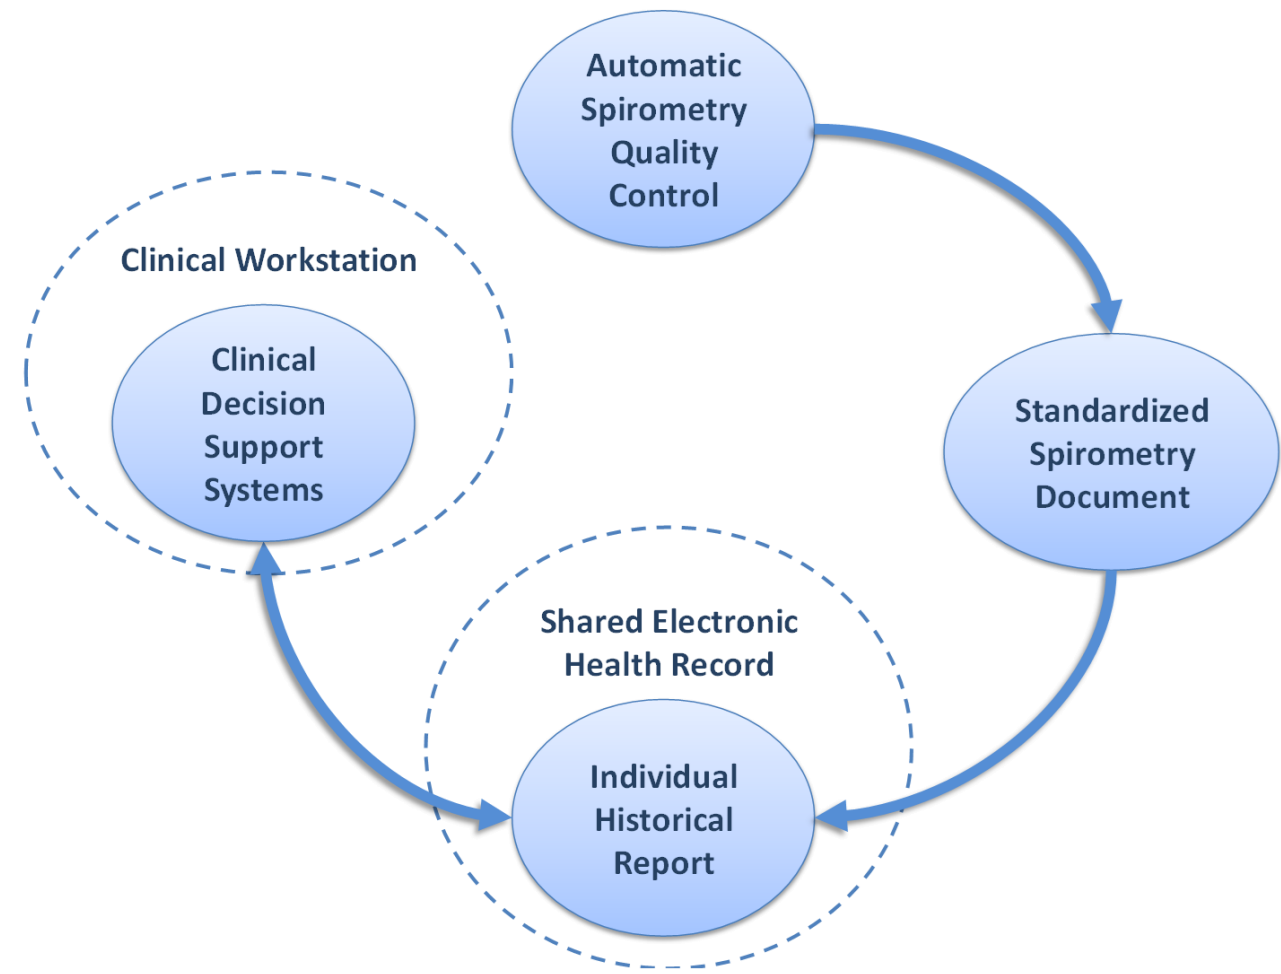 Automatic
Spirometry
Quality
Control
Clinical Workstation
Clinical
Decision
Support
Systems
Standardized
Spirometry
Document
Shared Electronic
Health Record
Individual
Historical
Report